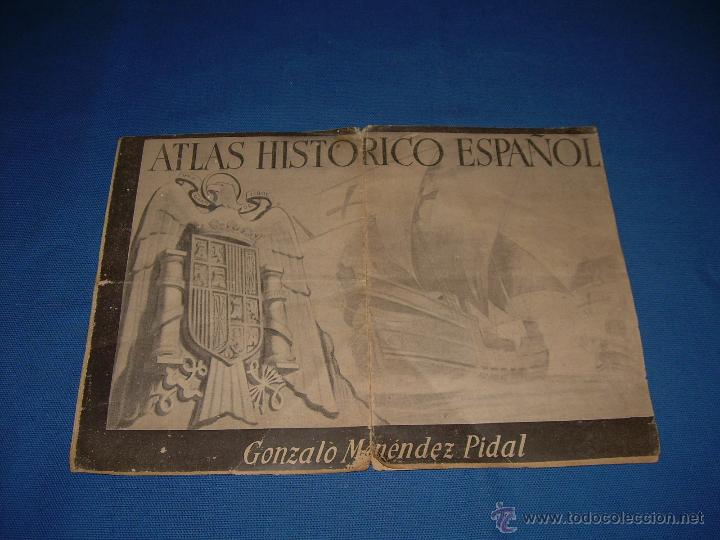 ATLAS HISTORICO ESPAÑOL
Gonzalo Menéndez Pidal
www.todocoleccion.net